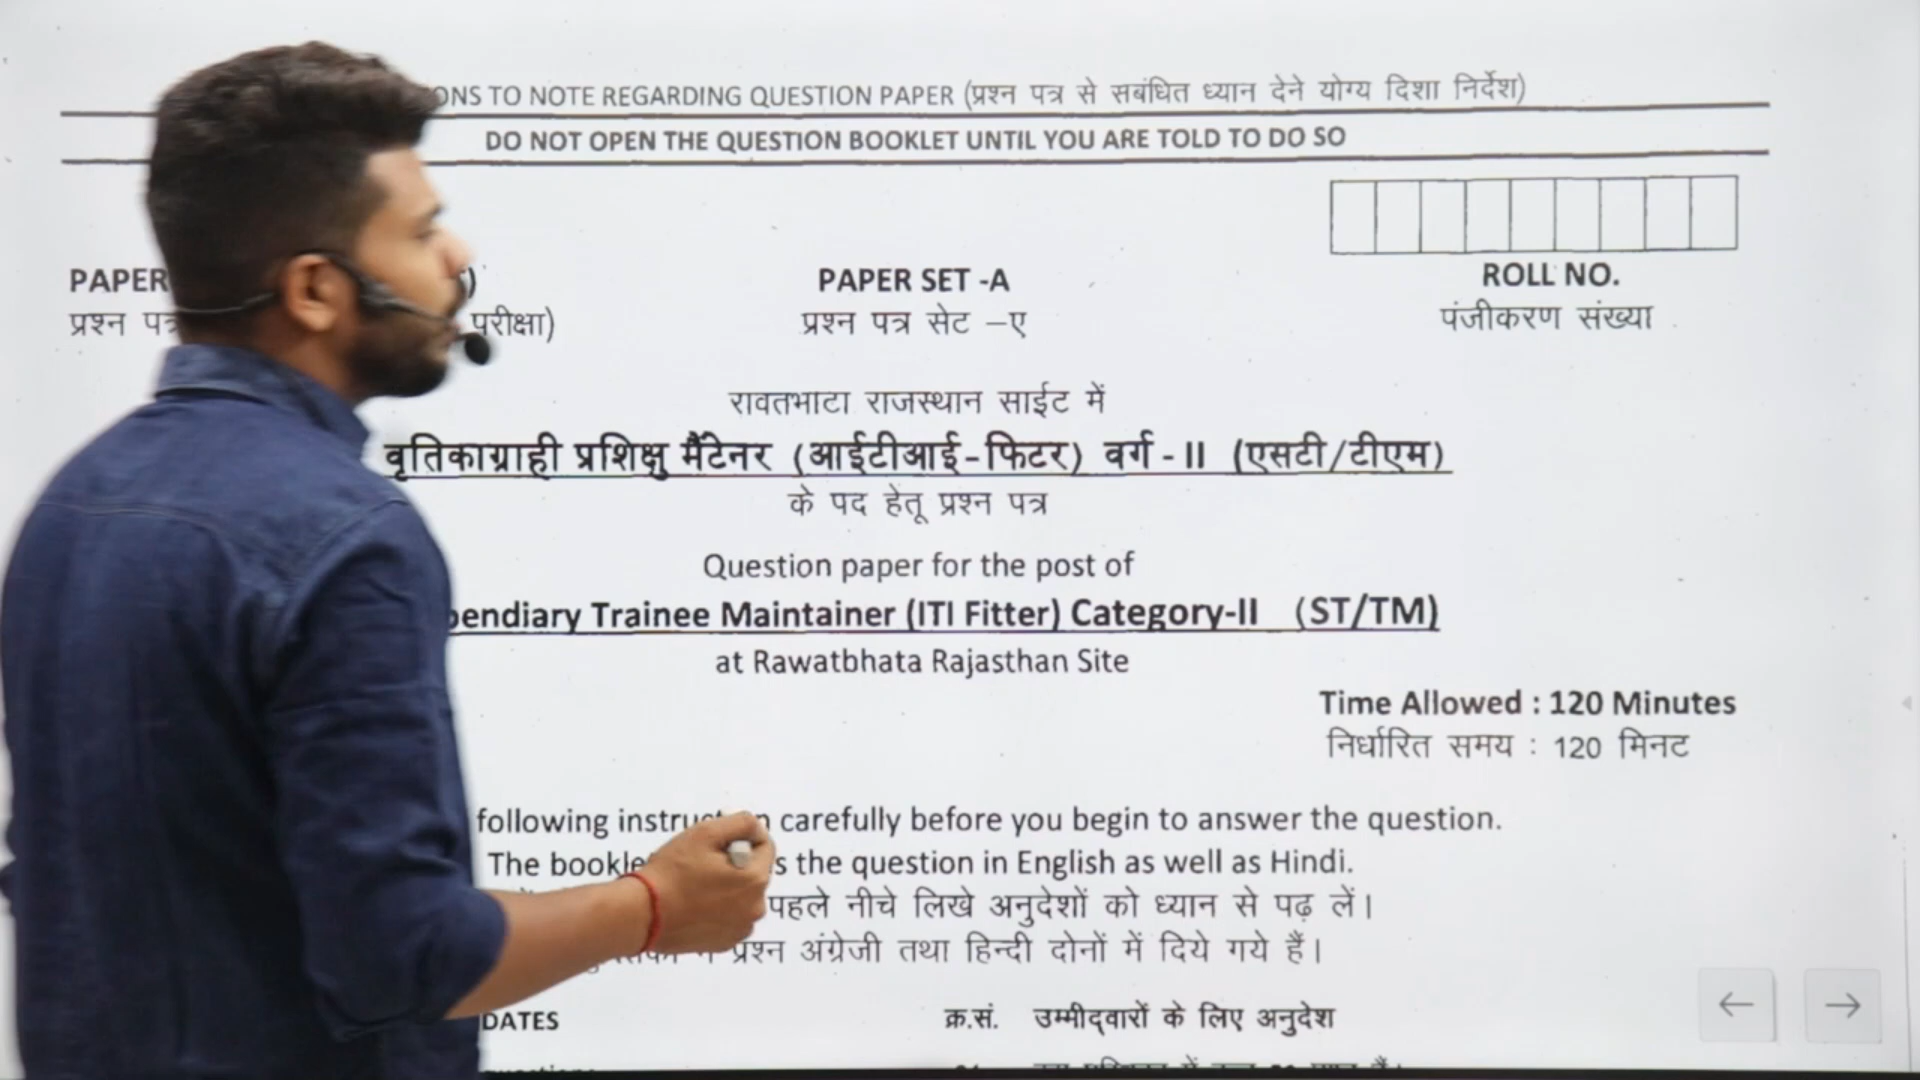 ONS TO NOTE REGARDING QUESTION PAPER (प्रश्न पत्र से सबंधित ध्यान देने योग्य दिशा निर्देश)
DO NOT OPEN THE QUESTION BOOKLET UNTIL YOU ARE TOLD TO DO SO
PAPER PAPER SET -A ROLL NO.
प्रश्न परीक्षा) प्रश्न पत्र सेट –ए पंजीकरण संख्या
रावतभाटा राजस्थान साईट में
वृतिकाग्राही प्रशिक्षु मैंटेनर (आईटीआई-फिटर) वर्ग - II (एसटी/टीएम)
के पद हेतू प्रश्न पत्र
Question paper for the post of
pendiary Trainee Maintainer (ITI Fitter) Category-II (ST/TM)
at Rawatbhata Rajasthan Site
Time Allowed : 120 Minutes
निर्धारित समय : 120 मिनट
following carefully before you begin to answer the question.
The the question in English as well as Hindi.
पहले नीचे लिखे अनुदेशों को ध्यान से पढ़ लें।
प्रश्न अंग्रेजी तथा हिन्दी दोनों में दिये गये हैं।
DATES क्र.सं. उम्मीद्वारों के लिए अनुदेश